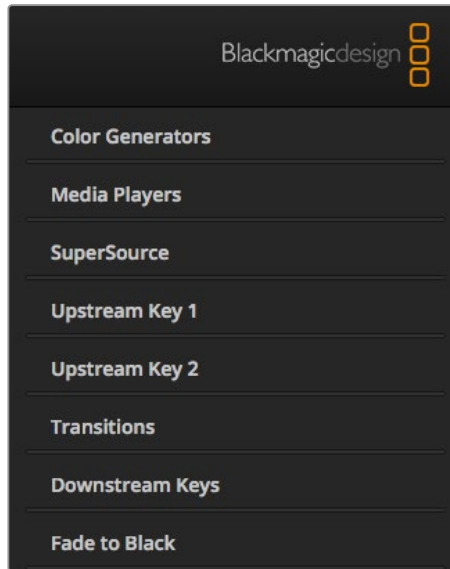 Blackmagicdesign
Color Generators
Media Players
SuperSource
Upstream Key 1
Upstream Key 2
Transitions
Downstream Keys
Fade to Black